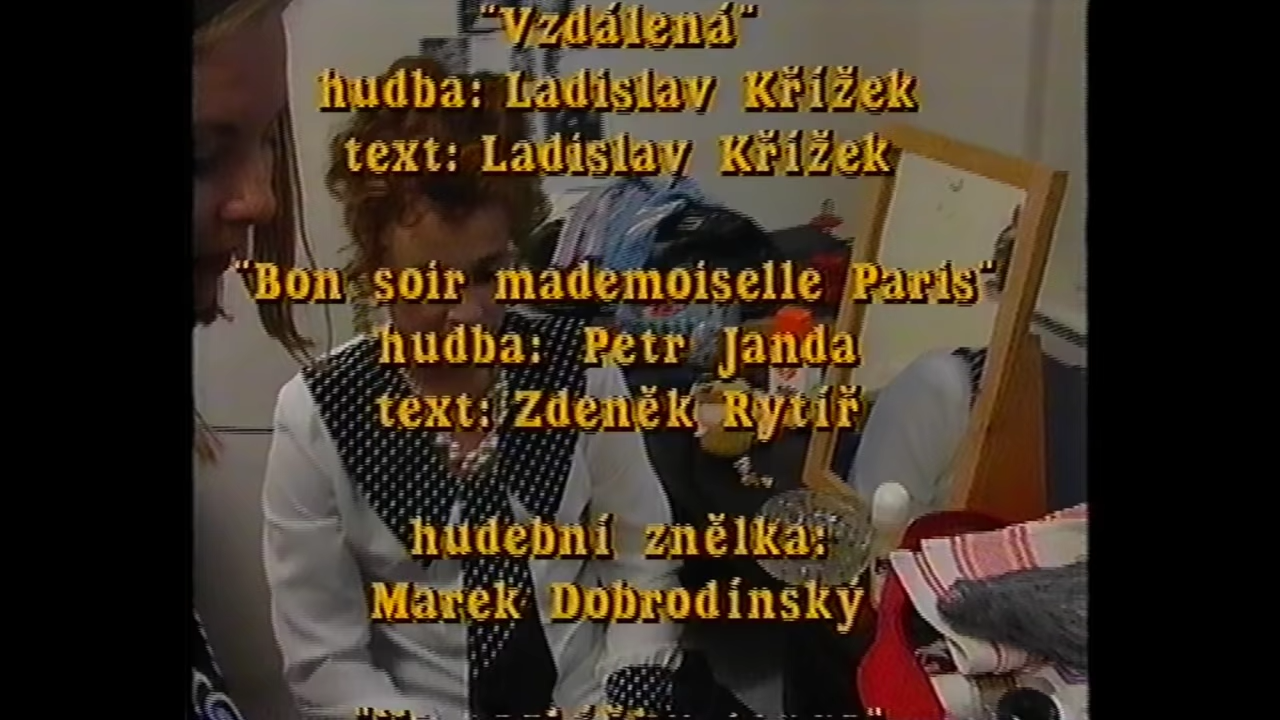 "Vzdálená"
hudba: Ladislav Křížek
text: Ladislav Křížek
"Bon soir mademoiselle Paris"
hudba: Petr Janda
text: Zdeněk Rytíř
hudební znělka:
Marek Dobrodínský